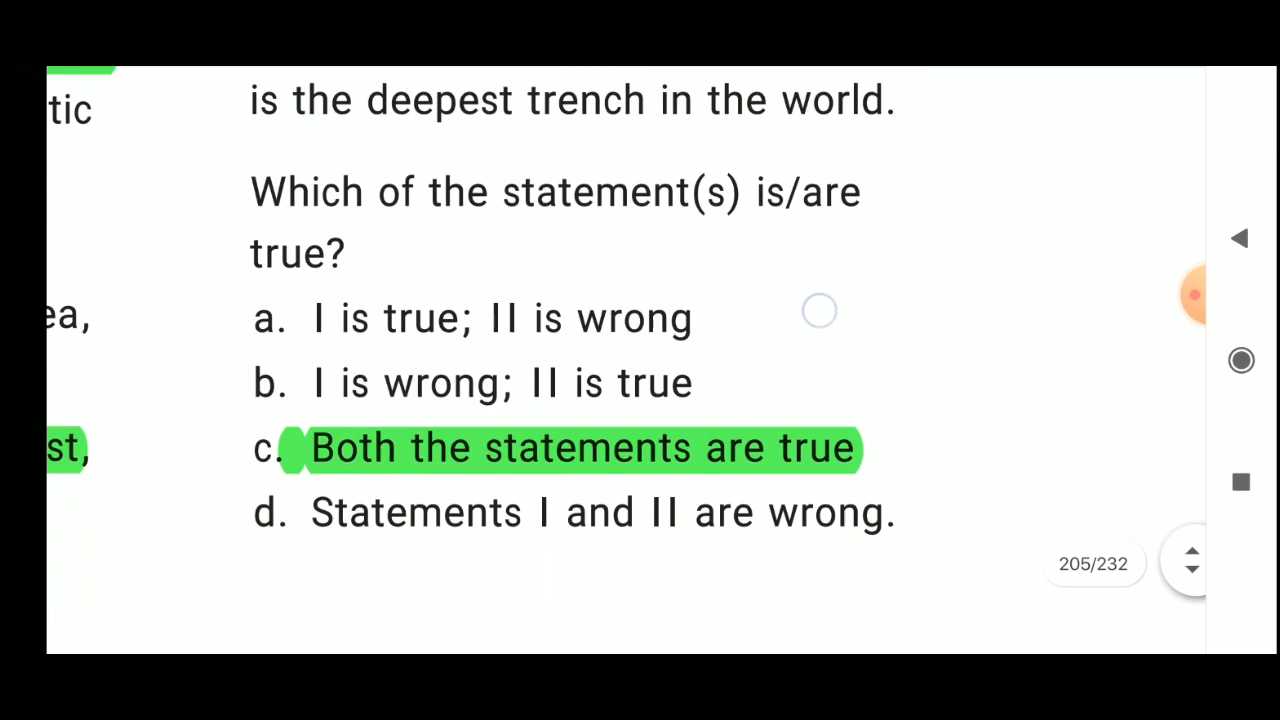 tic
ea,
st,
is the deepest trench in the world.
Which of the statement(s) is/are
true?
a. I is true; II is wrong
b. I is wrong; II is true
c. Both the statements are true
d. Statements I and II are wrong.
205/232